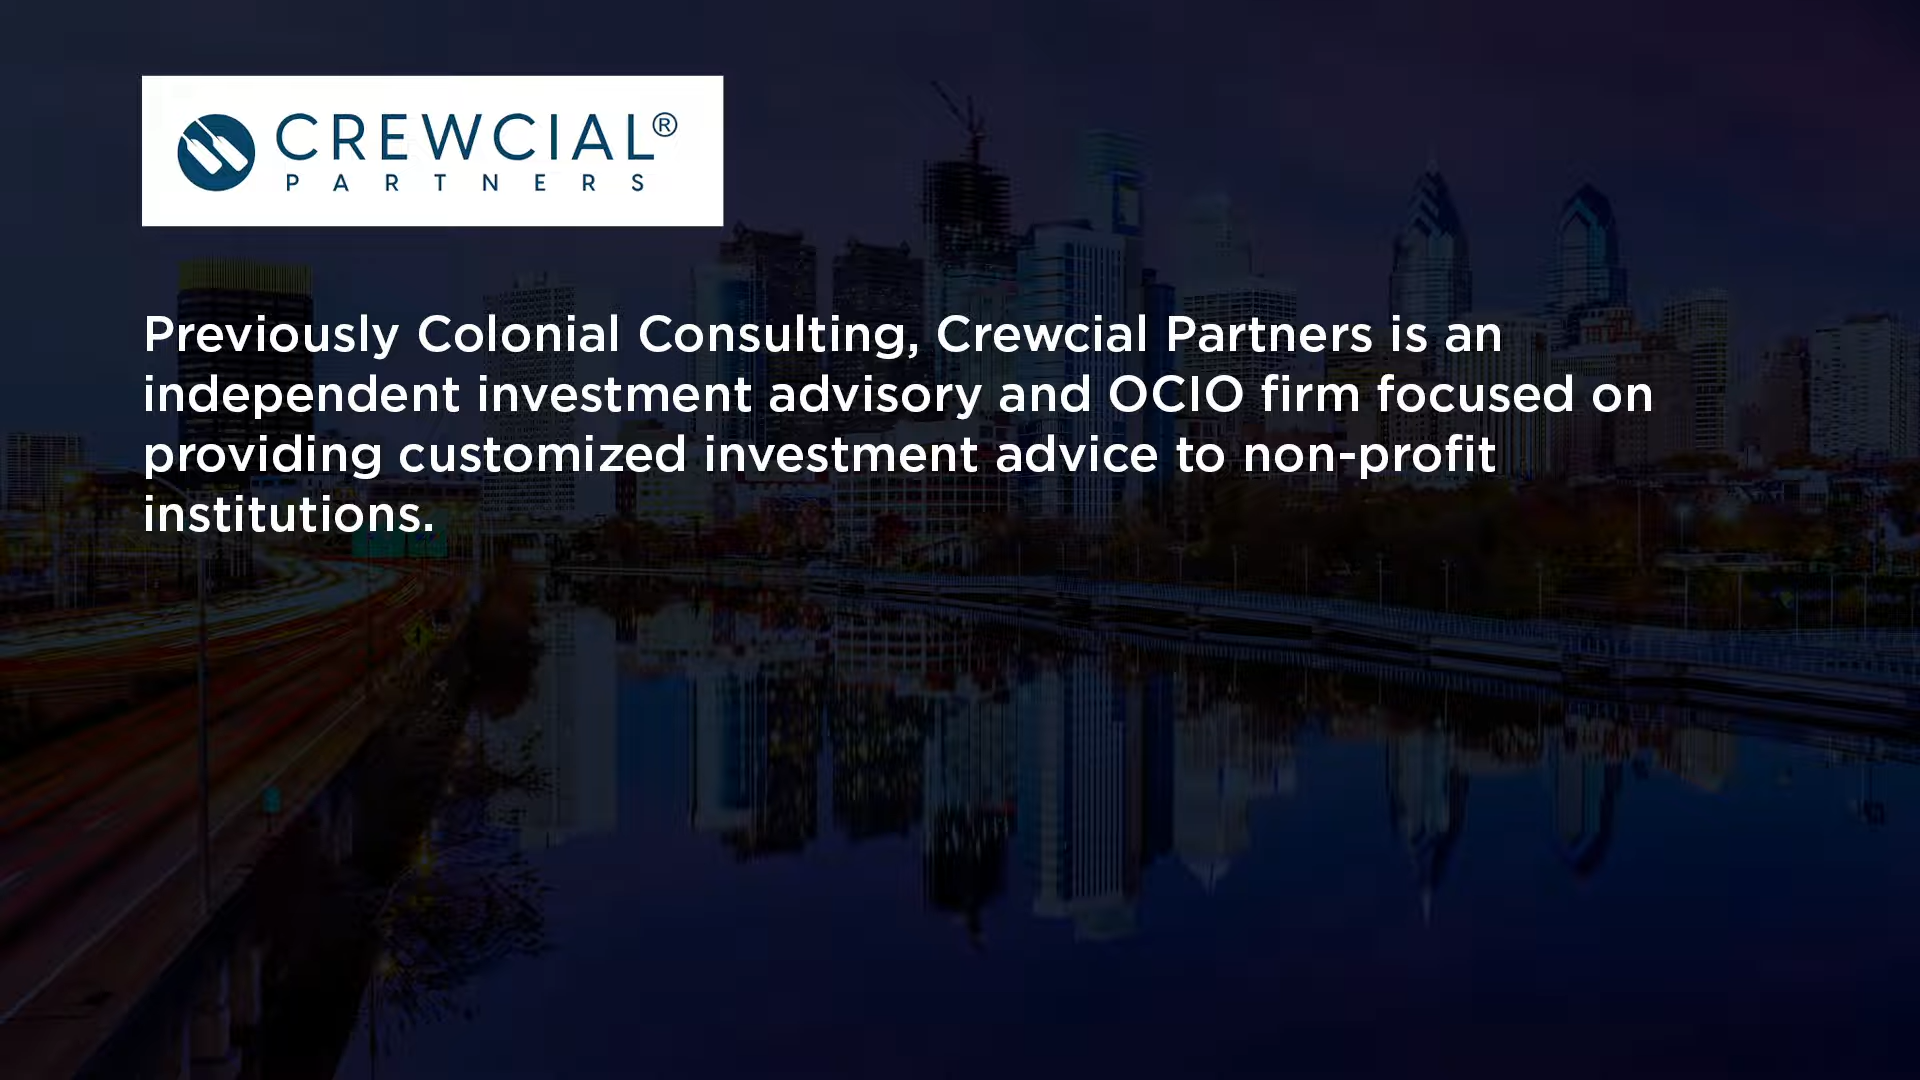 CREWCIAL®
PARTNERS
Previously Colonial Consulting, Crewcial Partners is an
independent investment advisory and OCIO firm focused on
providing customized investment advice to non-profit
institutions.